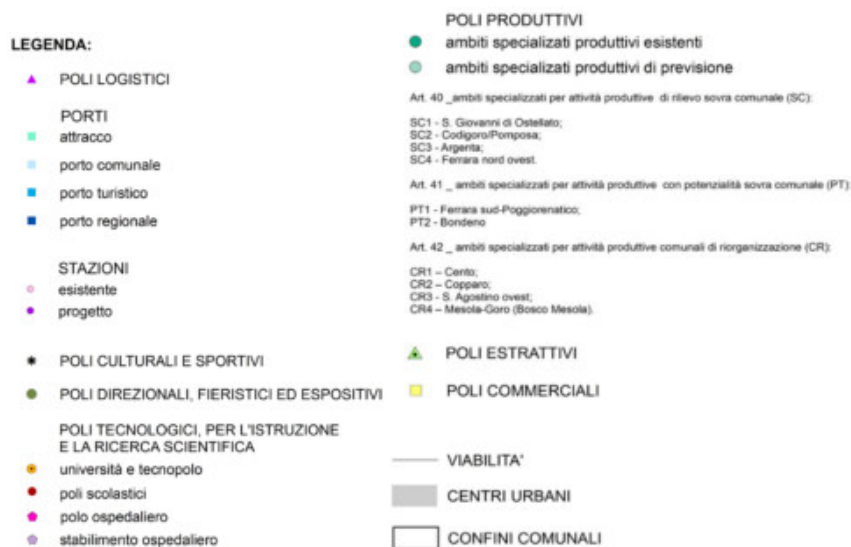 LEGENDA:
POLI LOGISTICI
PORTI
attracco
porto comunale
porto turistico
porto regionale
STAZIONI
esistente
progetto
POLI CULTURALI E SPORTIVI
POLI DIREZIONALI, FIERISTICI ED ESPOSITIVI
POLI TECNOLOGICI, PER L'ISTRUZIONE
E LA RICERCA SCIENTIFICA
università e tecnopolo
poli scolastici
polo ospedaliero
stabilimento ospedaliero
POLI PRODUTTIVI
ambiti specializati produttivi esistenti
ambiti specializati produttivi di previsione
Art. 40 _ambiti specializzati per attività produttive di rilievo sovra comunale (SC):
SC1 - S. Giovanni di Ostellato;
SC2 - Codigoro/Pomposa;
SC3 - Argenta;
SC4 - Ferrara nord ovest.
Art. 41 _ ambiti specializzati per attività produttive con potenzialità sovra comunale (PT):
PT1 - Ferrara sud-Poggiorenatico;
PT2 - Bondeno
Art. 42 _ ambiti specializzati per attività produttive comunali di riorganizzazione (CR):
CR1 – Cento;
CR2 – Copparo;
CR3 - S. Agostino ovest;
CR4 – Mesola-Goro (Bosco Mesola).
POLI ESTRATTIVI
POLI COMMERCIALI
VIABILITA'
CENTRI URBANI
CONFINI COMUNALI